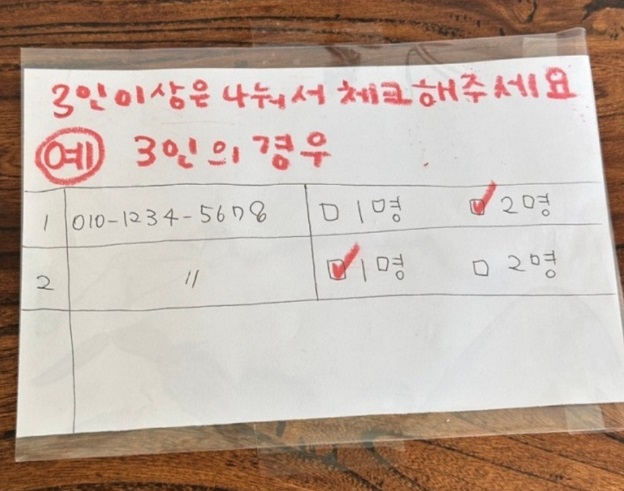 3인이상은 나눠서 체크해주세요
예 3인의 경우
1 010-1234-5678 □ 1명 ☑ 2명
2 〃 ☑ 1명 □ 2명